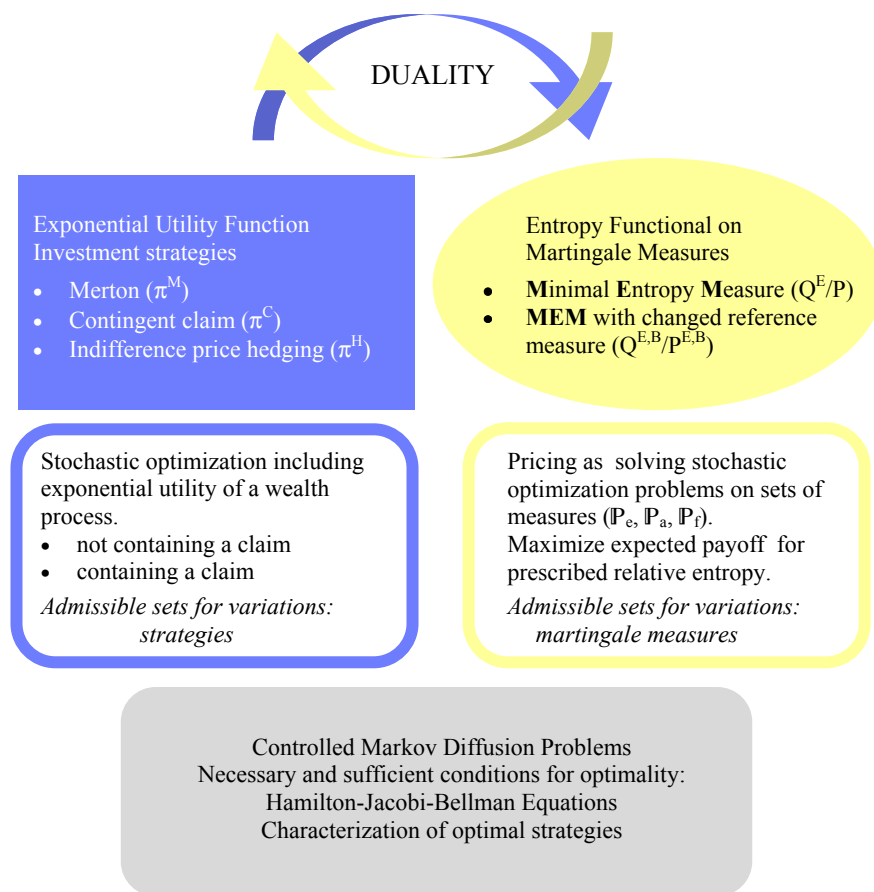 DUALITY
Exponential Utility Function
Investment strategies
• Merton (π^M)
• Contingent claim (π^C)
• Indifference price hedging (π^H)
Entropy Functional on
Martingale Measures
• Minimal Entropy Measure (Q^E/P)
• MEM with changed reference
measure (Q^E,B/P^E,B)
Stochastic optimization including
exponential utility of a wealth
process.
• not containing a claim
• containing a claim
Admissible sets for variations:
strategies
Pricing as solving stochastic
optimization problems on sets of
measures (ℙₑ, ℙₐ, ℙ_f).
Maximize expected payoff for
prescribed relative entropy.
Admissible sets for variations:
martingale measures
Controlled Markov Diffusion Problems
Necessary and sufficient conditions for optimality:
Hamilton-Jacobi-Bellman Equations
Characterization of optimal strategies